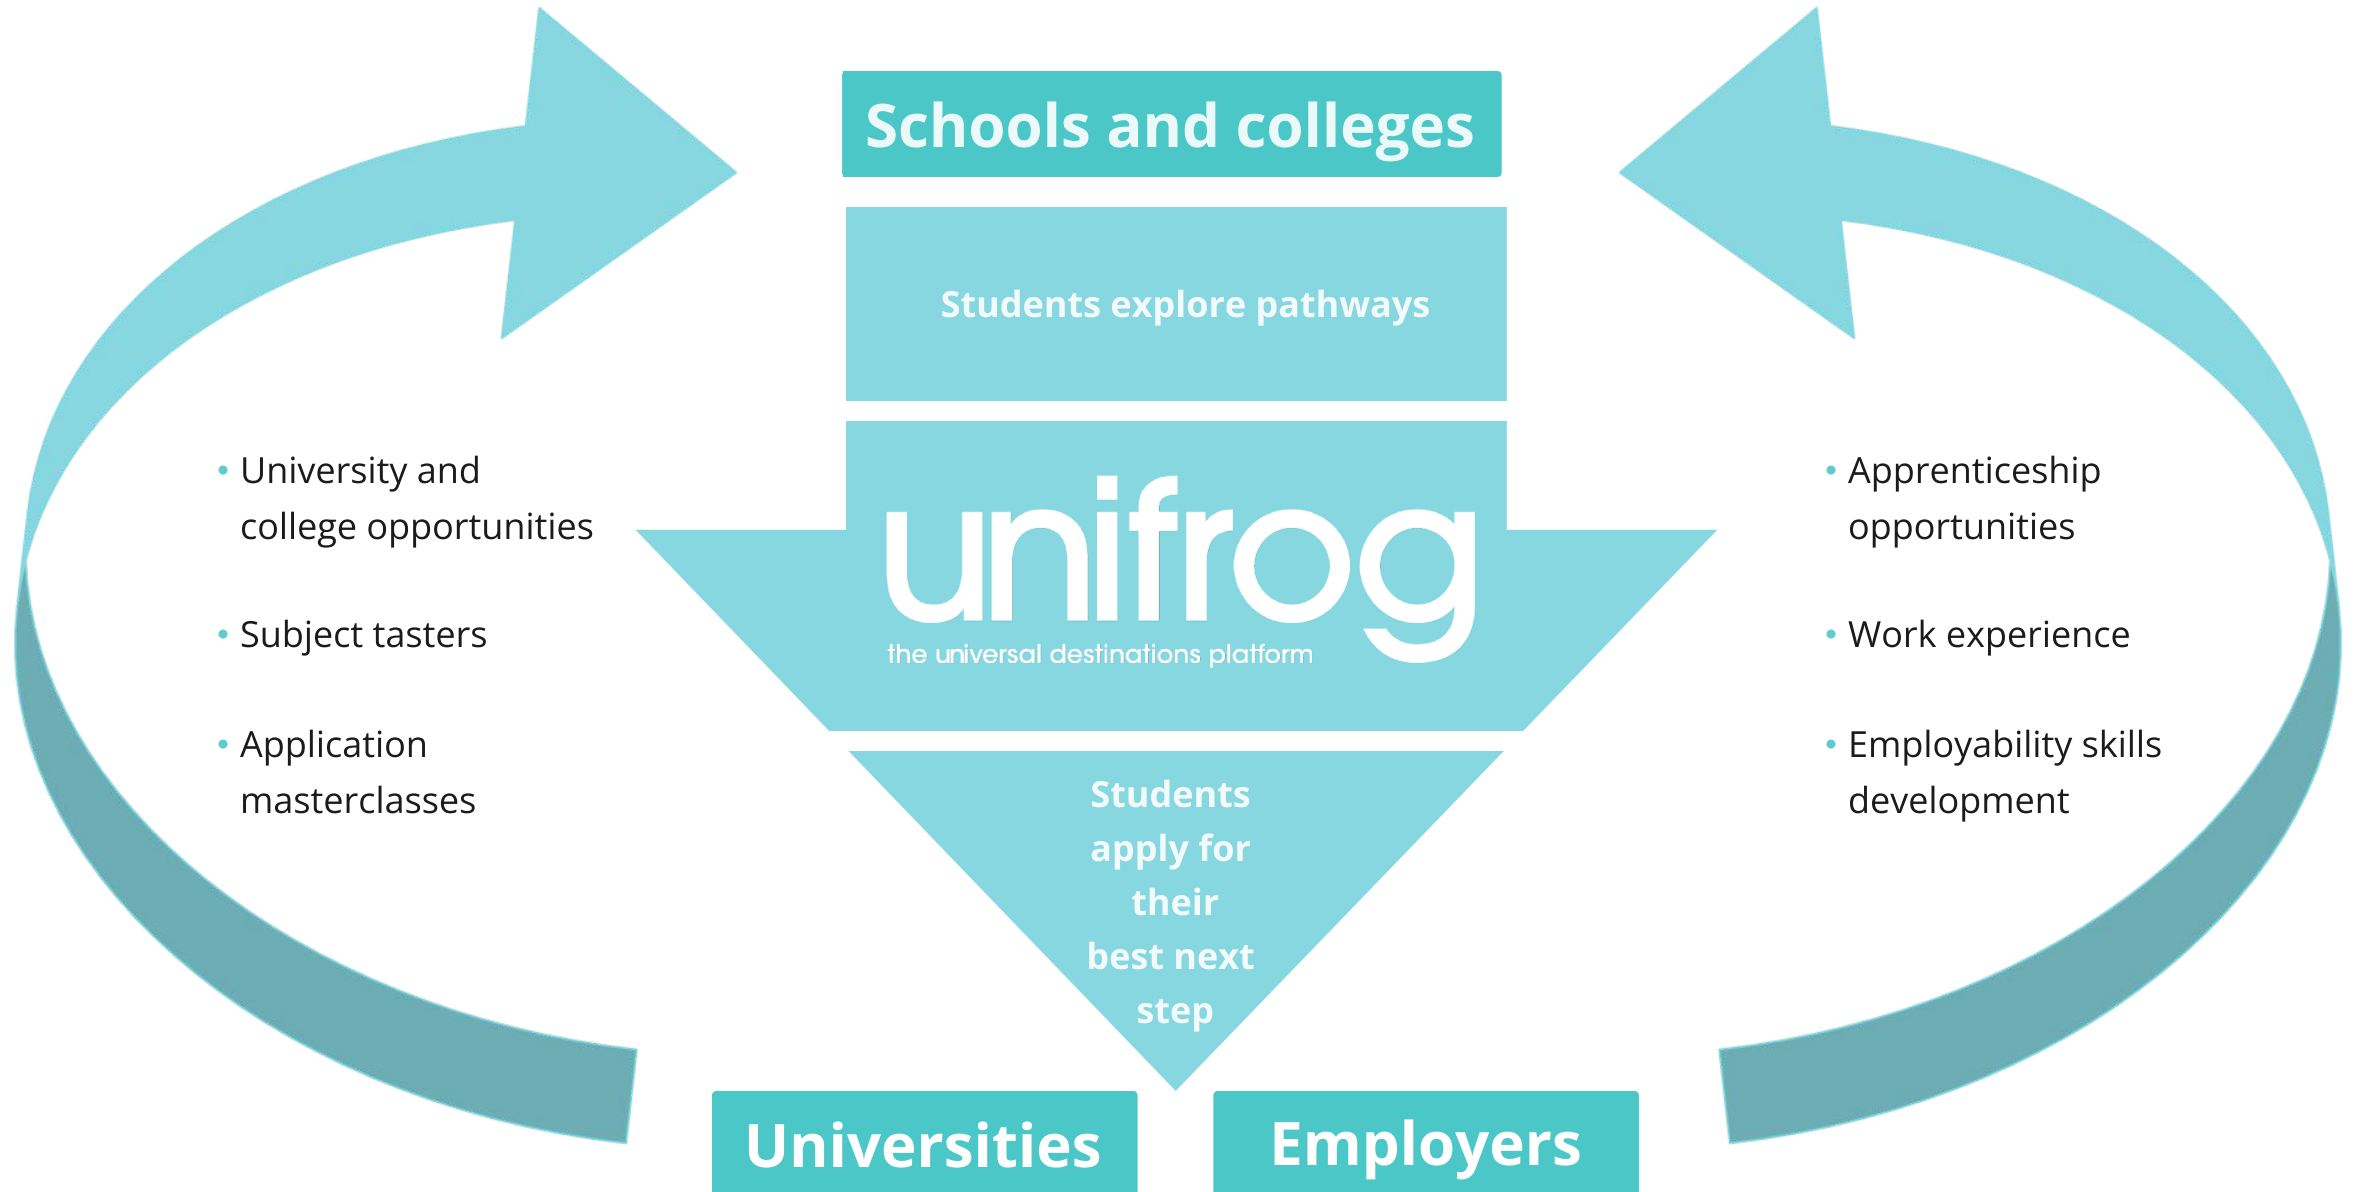 Schools and colleges
Students explore pathways
unifrog
the universal destinations platform
Students
apply for
their
best next
step
• University and
college opportunities
• Subject tasters
• Application
masterclasses
• Apprenticeship
opportunities
• Work experience
• Employability skills
development
Universities
Employers